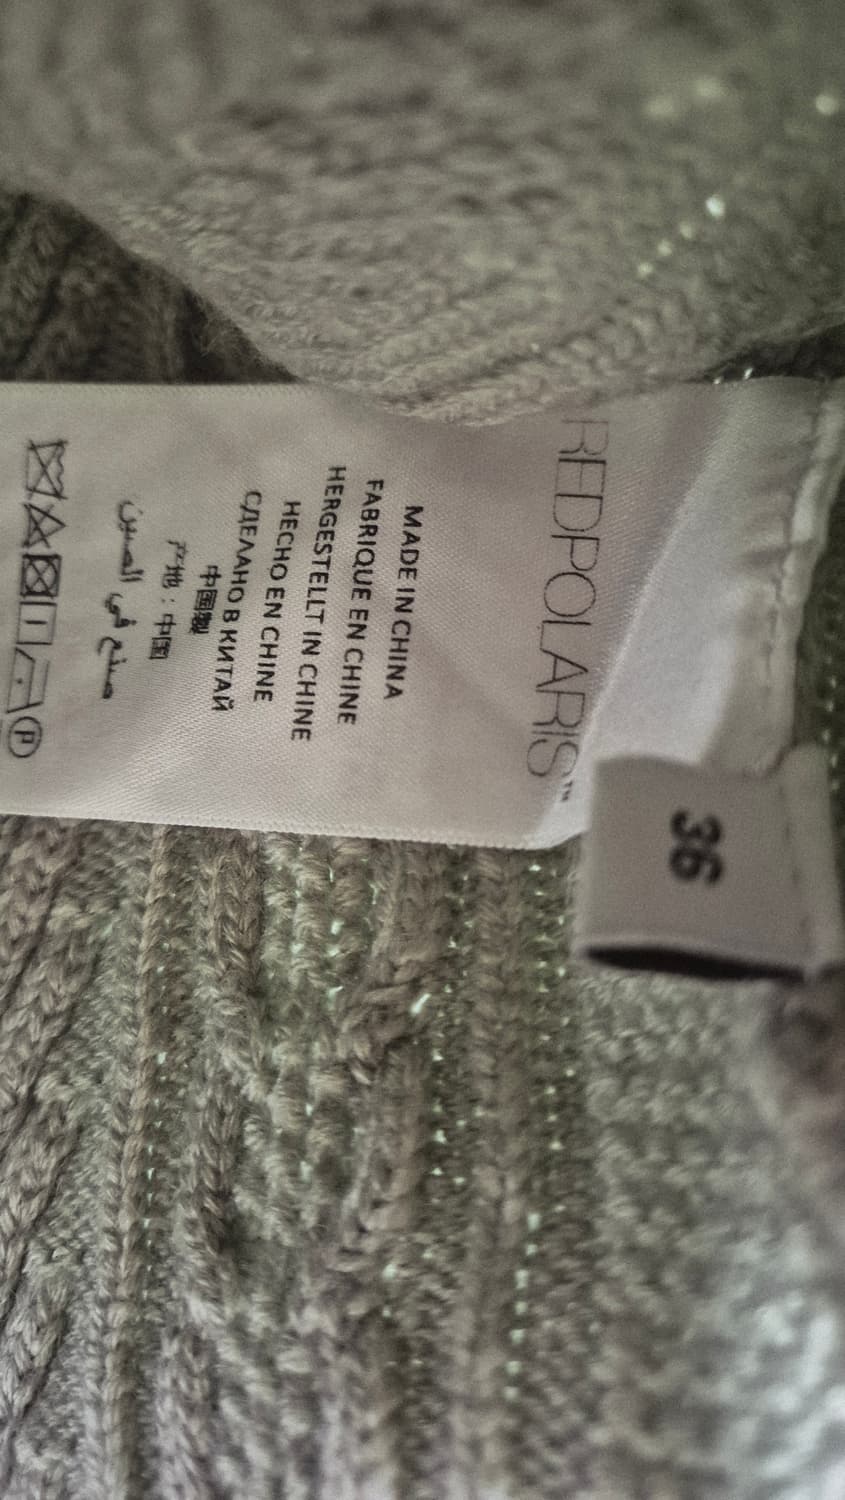 REDPOLARIS™
36
MADE IN CHINA
FABRIQUE EN CHINE
HERGESTELLT IN CHINE
HECHO EN CHINE
СДЕЛАНО В КИТАЙ
中国製
产地：中国
صنع في الصين
P